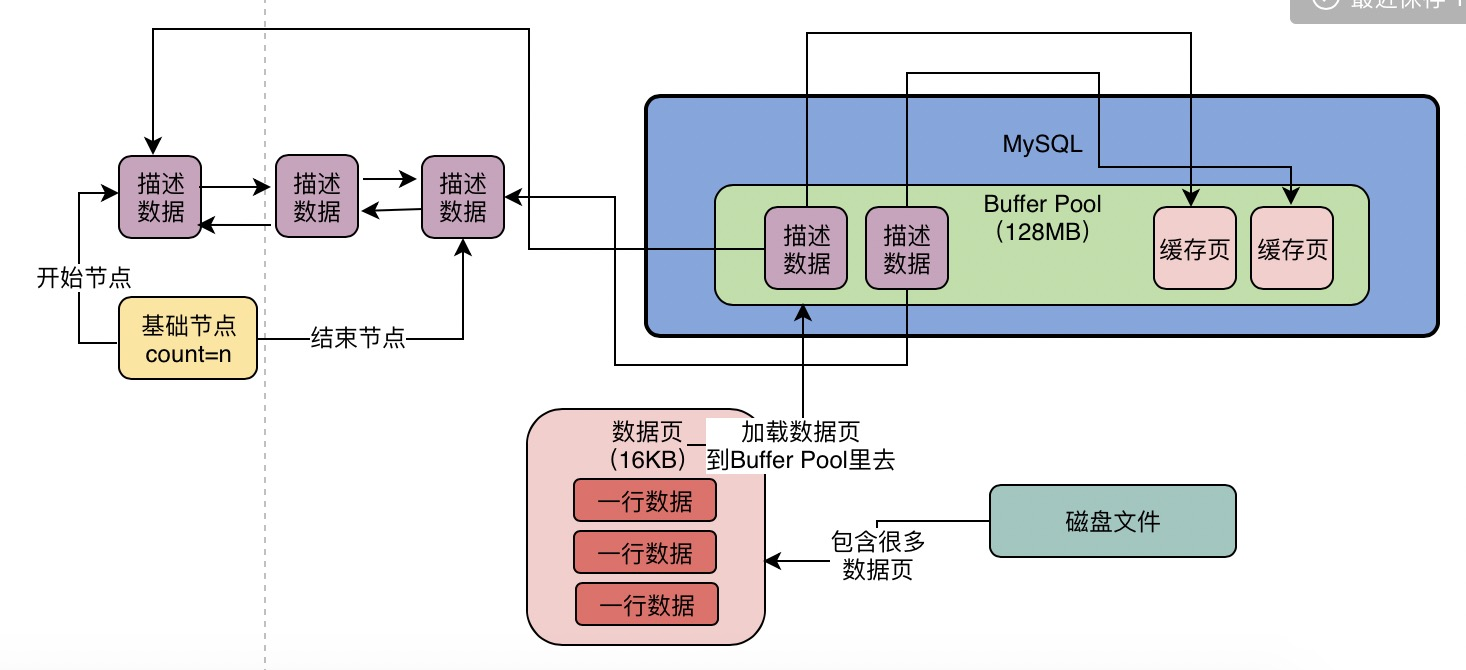 最近保存
MySQL
描述
数据
描述
数据
描述
数据
Buffer Pool
（128MB）
描述
数据
描述
数据
缓存页
缓存页
开始节点
基础节点
count=n
结束节点
数据页
（16KB）
加载数据页
到Buffer Pool里去
一行数据
一行数据
一行数据
包含很多
数据页
磁盘文件